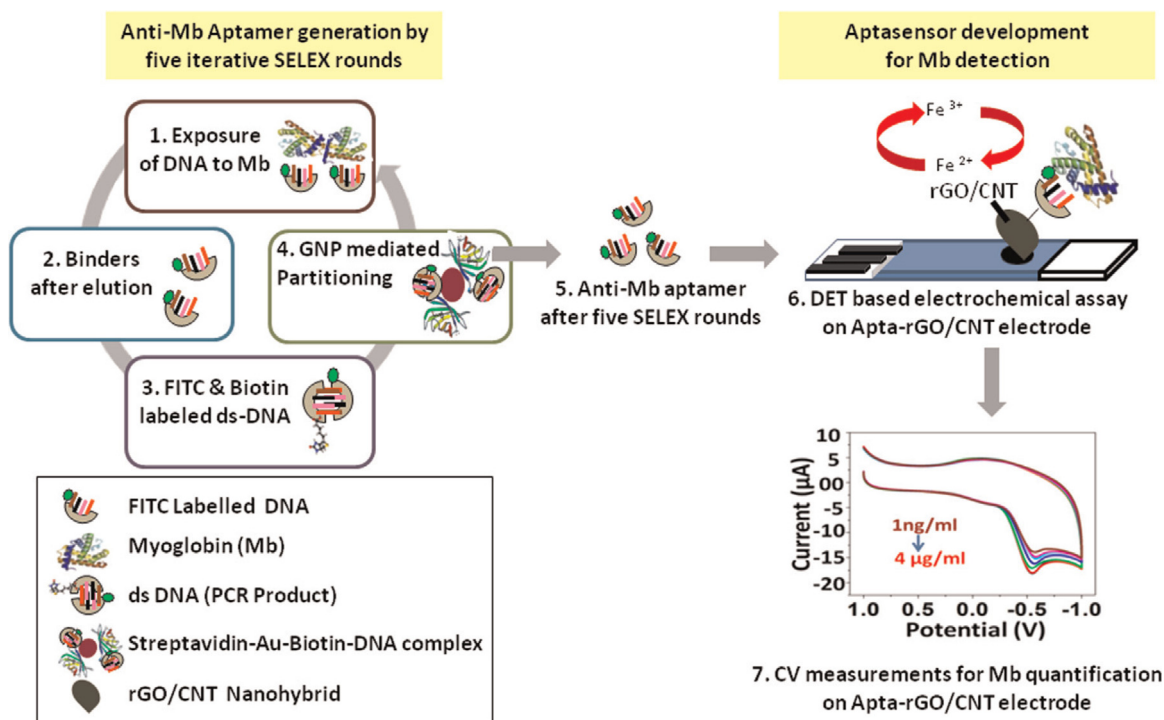 Anti-Mb Aptamer generation by
five iterative SELEX rounds
1. Exposure
of DNA to Mb
2. Binders
after elution
4. GNP mediated
Partitioning
3. FITC & Biotin
labeled ds-DNA
5. Anti-Mb aptamer
after five SELEX rounds
Aptasensor development
for Mb detection
Fe 3+
Fe 2+
rGO/CNT
6. DET based electrochemical assay
on Apta-rGO/CNT electrode
FITC Labelled DNA
Myoglobin (Mb)
ds DNA (PCR Product)
Streptavidin-Au-Biotin-DNA complex
rGO/CNT Nanohybrid
Current (µA)
10
5
00
-5
-10
-15
-20
1ng/ml
4 µg/ml
1.0 0.5 0.0 -0.5 -1.0
Potential (V)
7. CV measurements for Mb quantification
on Apta-rGO/CNT electrode